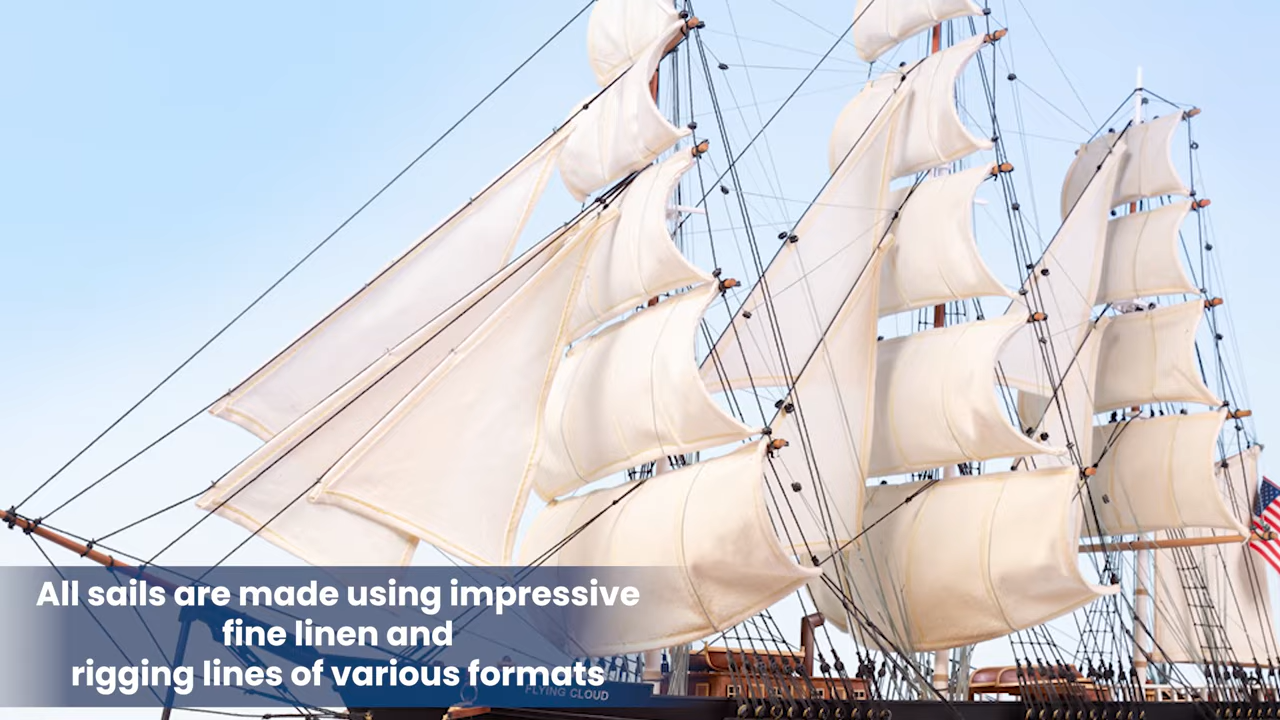 All sails are made using impressive
fine linen and
rigging lines of various formats
FLYING CLOUD